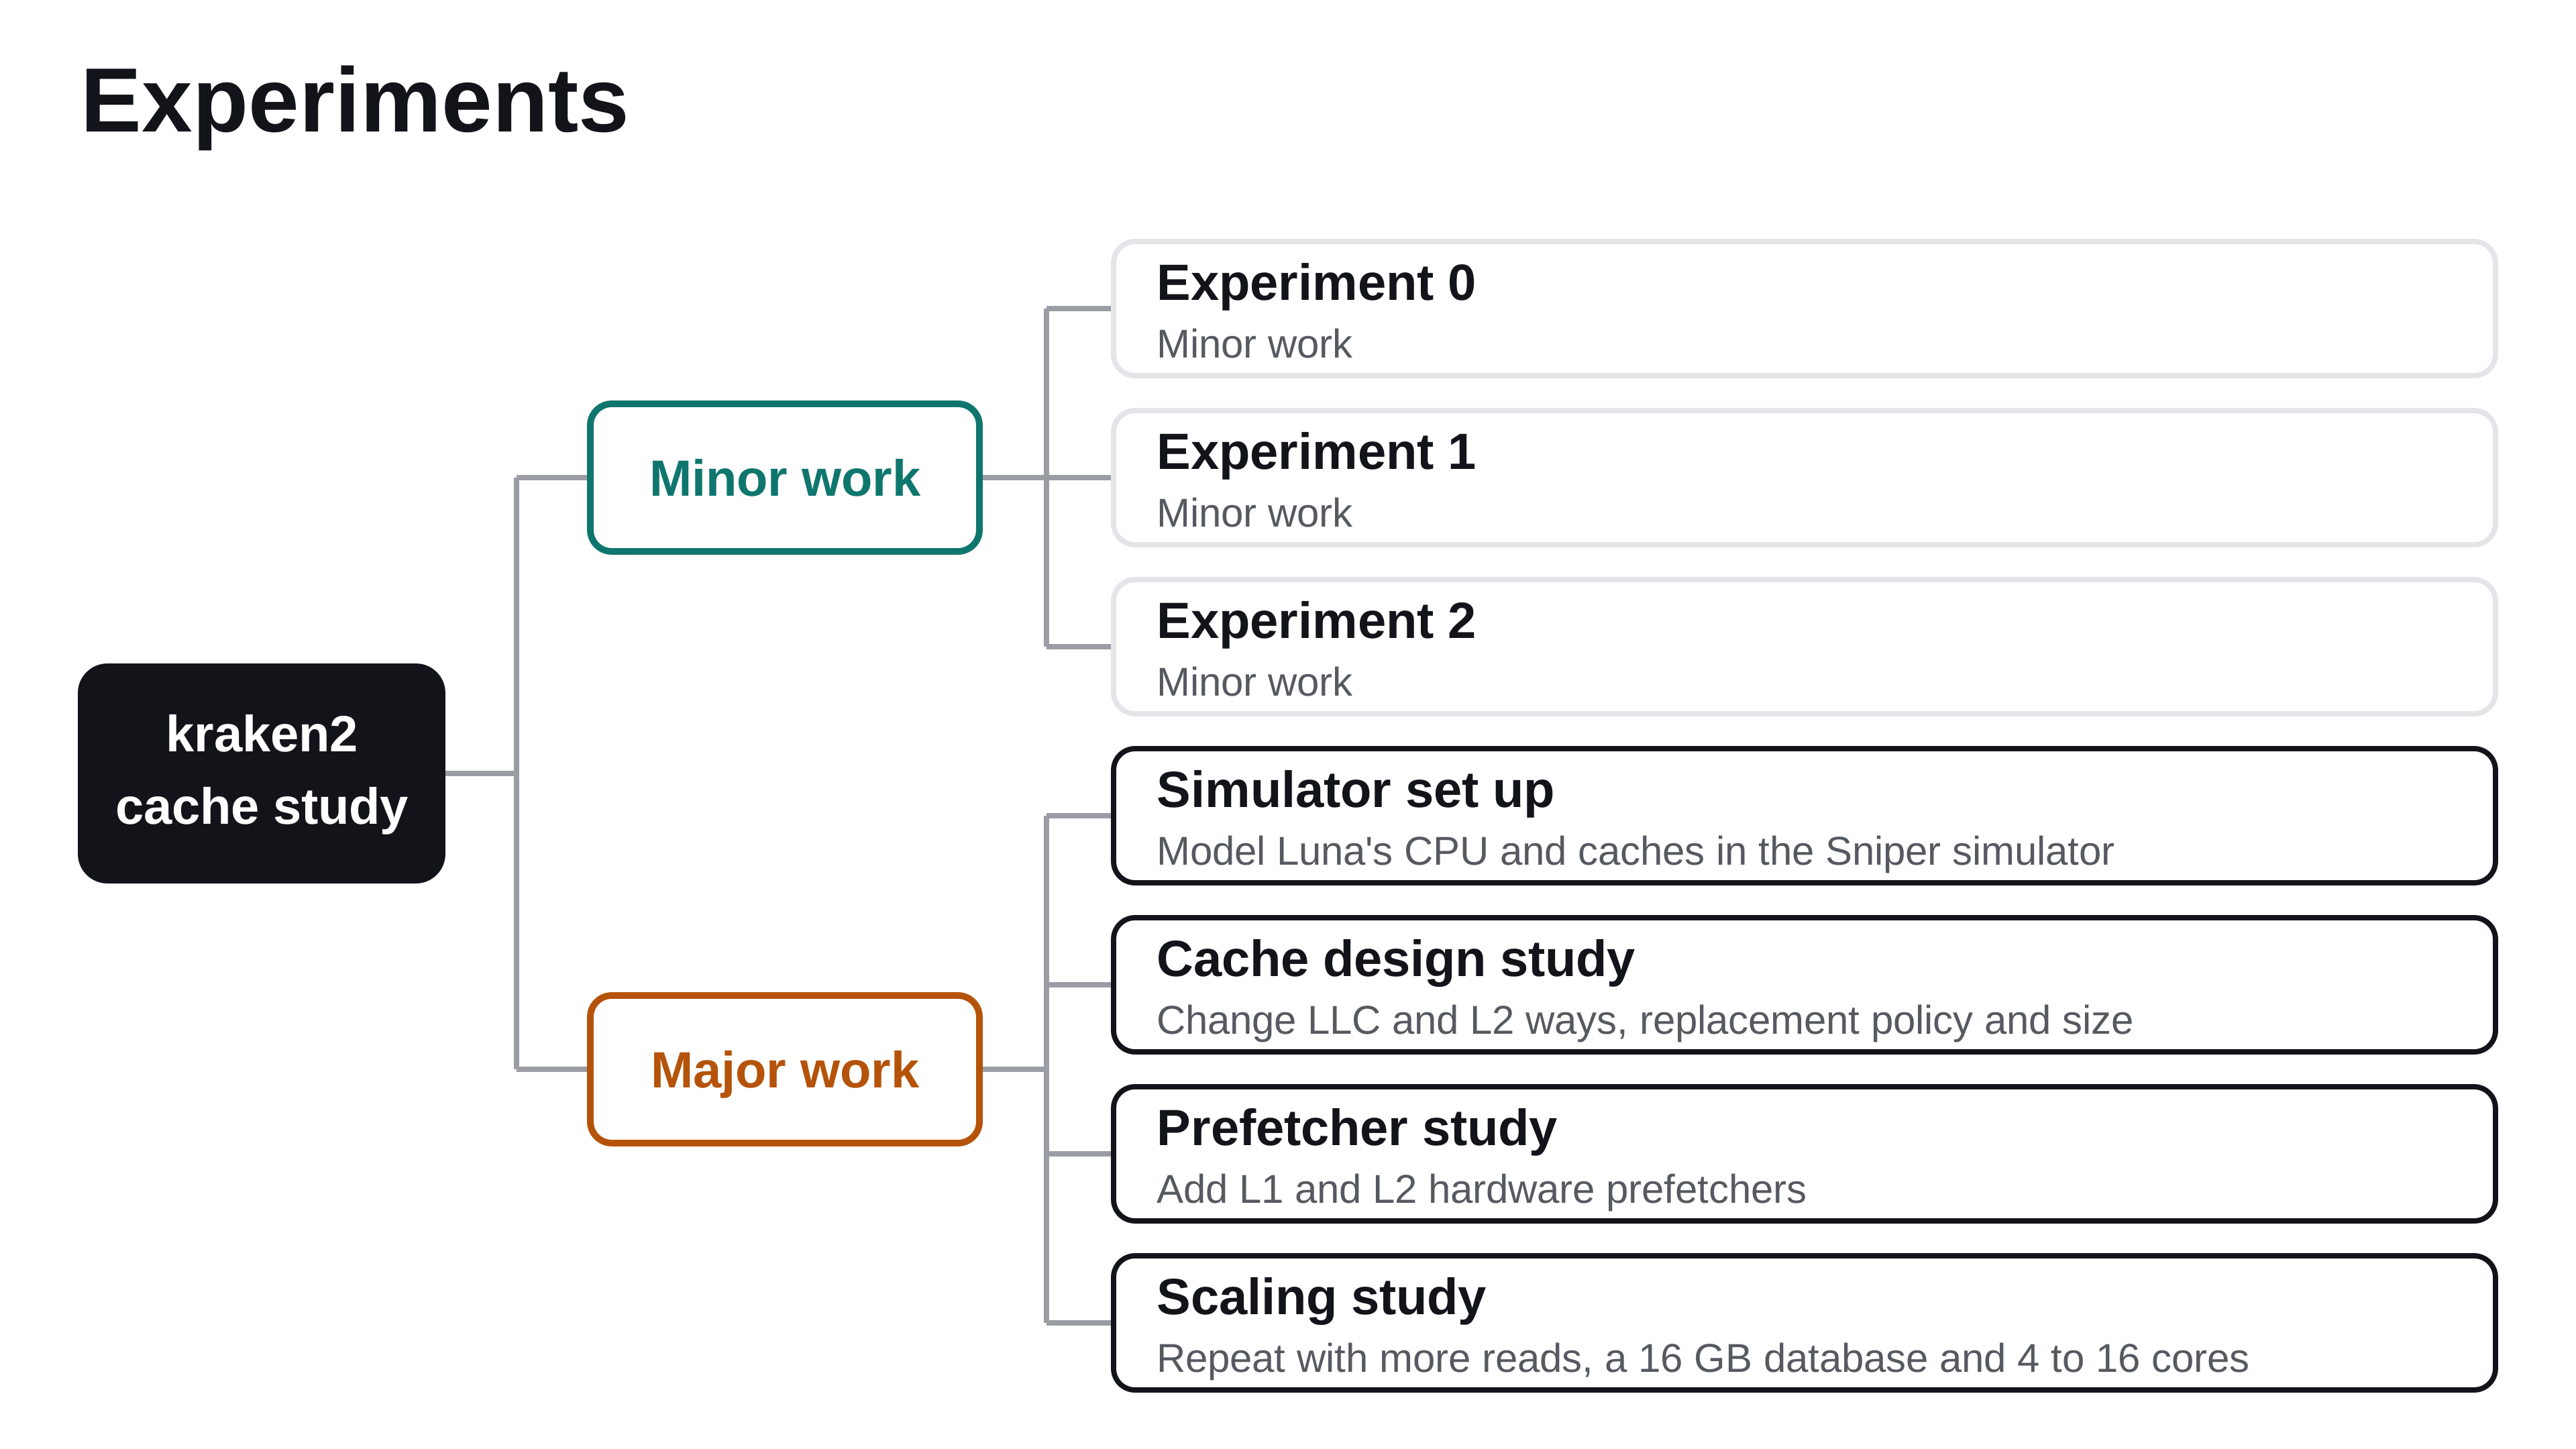 Experiments
kraken2
cache study
Minor work
Experiment 0
Minor work
Experiment 1
Minor work
Experiment 2
Minor work
Major work
Simulator set up
Model Luna's CPU and caches in the Sniper simulator
Cache design study
Change LLC and L2 ways, replacement policy and size
Prefetcher study
Add L1 and L2 hardware prefetchers
Scaling study
Repeat with more reads, a 16 GB database and 4 to 16 cores